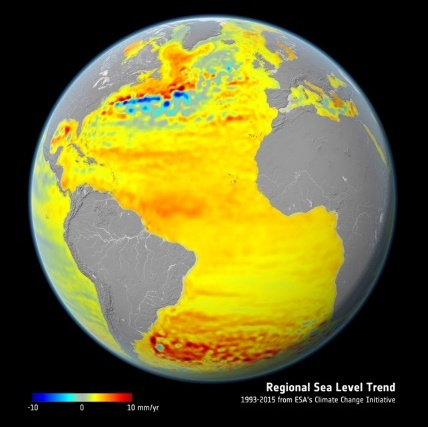 Regional Sea Level Trend
1993-2015 from ESA's Climate Change Initiative
-10 0 10 mm/yr